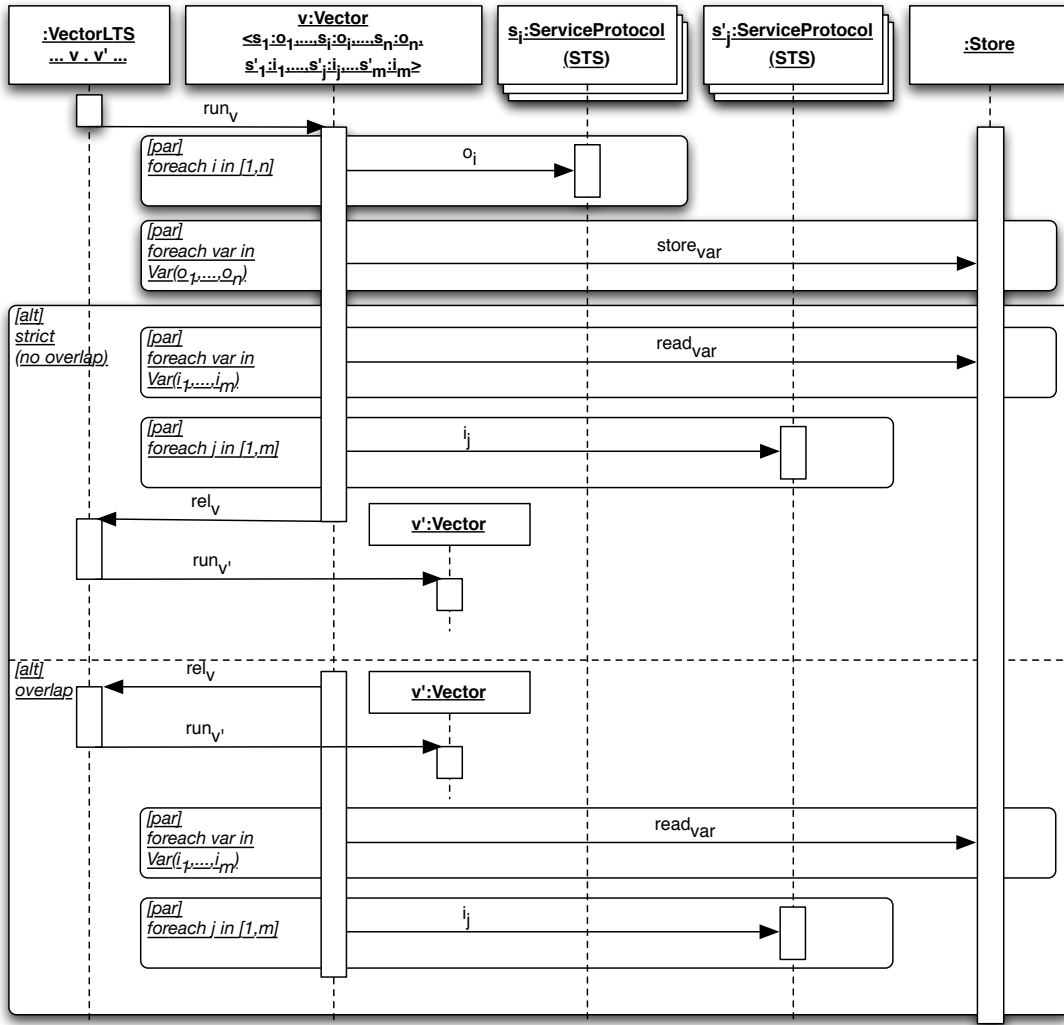 :VectorLTS
... v . v' ...
v:Vector
<s1:o1,...,si:oi,...,sn:on,
s'1:i1,...,s'j:ij,...s'm:im>
si:ServiceProtocol
(STS)
s'j:ServiceProtocol
(STS)
:Store
runv
[par]
foreach i in [1,n]
oi
[par]
foreach var in
Var(o1,...,on)
storevar
[alt]
strict
(no overlap)
[par]
foreach var in
Var(i1,...,im)
readvar
[par]
foreach j in [1,m]
ij
relv
v':Vector
runv'
[alt]
overlap
relv
v':Vector
runv'
[par]
foreach var in
Var(i1,...,im)
readvar
[par]
foreach j in [1,m]
ij